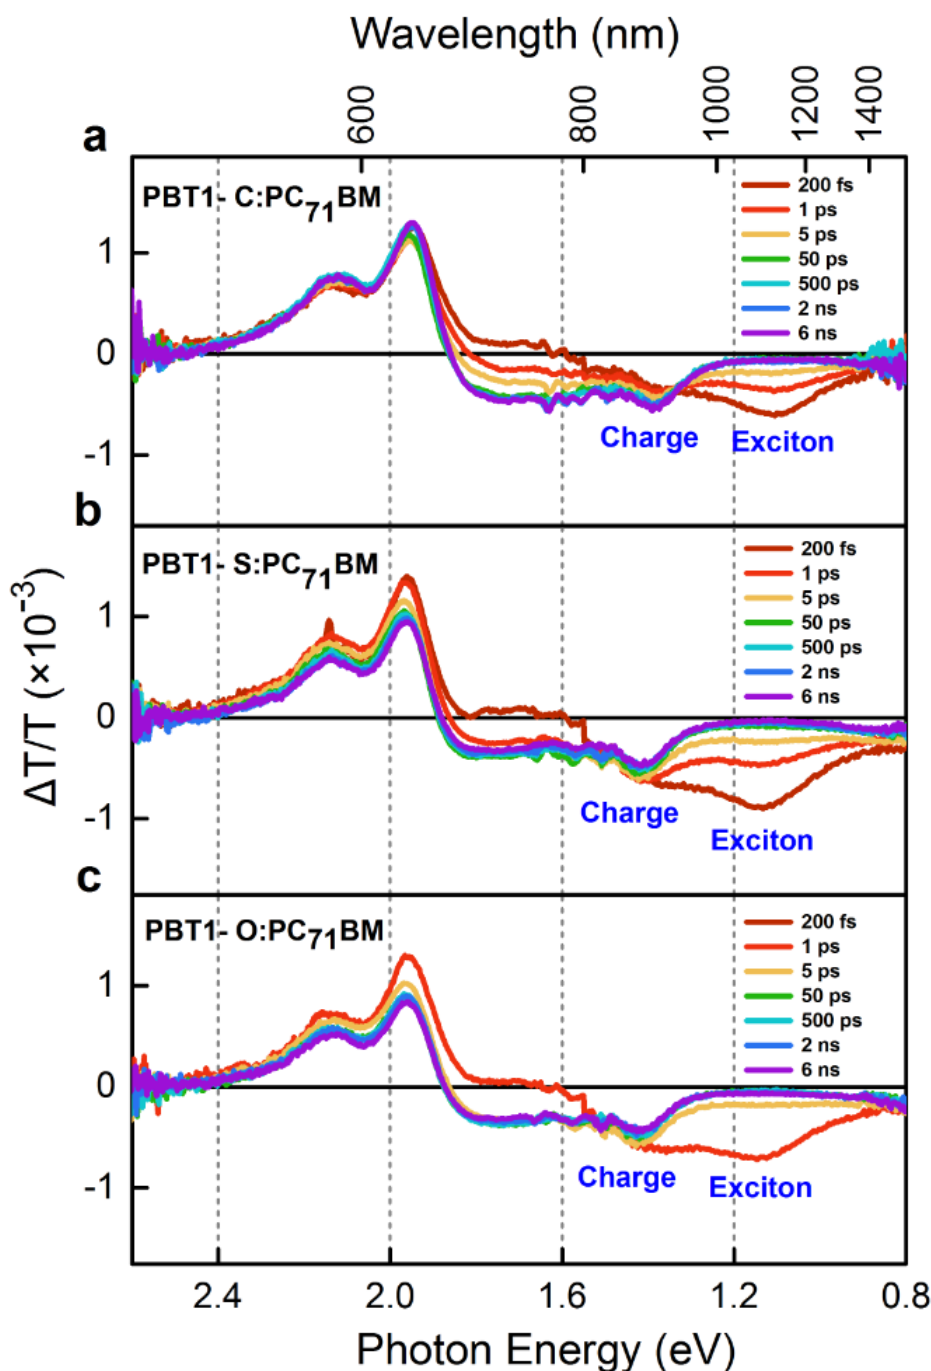 Wavelength (nm)
600 800 1000 1200 1400
a
PBT1- C:PC71BM
200 fs
1 ps
5 ps
50 ps
500 ps
2 ns
6 ns
1
0
-1
Charge Exciton
b
PBT1- S:PC71BM
200 fs
1 ps
5 ps
50 ps
500 ps
2 ns
6 ns
1
0
-1
Charge
Exciton
ΔT/T (×10⁻³)
c
PBT1- O:PC71BM
200 fs
1 ps
5 ps
50 ps
500 ps
2 ns
6 ns
1
0
-1
Charge Exciton
2.4 2.0 1.6 1.2 0.8
Photon Energy (eV)